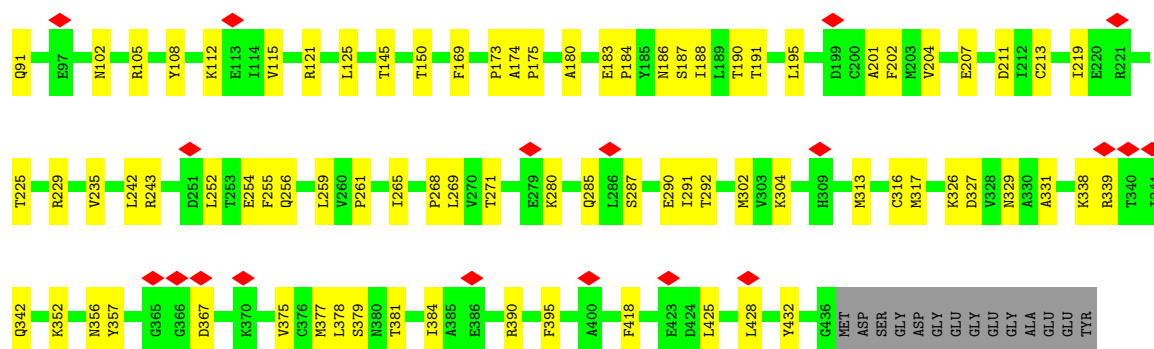 Q91 E97 N102 R105 Y108 K112 E113 I114 V115 R121 L125 T145 T150 F169 P173 A174 P175 A180 E183 P184 Y185 N186 S187 I188 L189 T190 T191 L195 D199 C200 A201 F202 M203 V204 E207 D211 I212 C213 I219 E220 R221
T225 R229 V235 L242 R243 D251 L252 T253 E254 F255 Q256 L259 V260 P261 I265 P268 L269 V270 T271 E279 K280 Q285 L286 S287 E290 I291 T292 M302 V303 K304 H309 M313 C316 M317 K326 D327 V328 N329 A330 A331 K338 R339 T340 I341
Q342 K352 N356 Y357 G365 G366 D367 K370 V375 C376 M377 L378 S379 N380 T381 I384 A385 E386 R390 F395 A400 F418 E423 D424 L425 L428 Y432 G436 MET ASP SER GLY ASP GLY GLU GLY GLU GLY ALA GLU GLU TYR